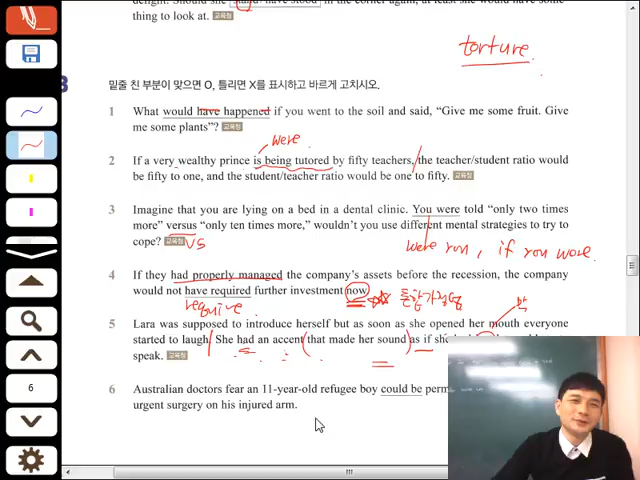 delight. Should she stand have stood in the corner again, at least she would have some
thing to look at. 교육청
torture
밑줄 친 부분이 맞으면 O, 틀리면 X를 표시하고 바르게 고치시오.
1 What would have happened if you went to the soil and said, “Give me some fruit. Give
me some plants”? 교육청
were
2 If a very wealthy prince is being tutored by fifty teachers, the teacher/student ratio would
be fifty to one, and the student/teacher ratio would be one to fifty. 교육청
3 Imagine that you are lying on a bed in a dental clinic. You were told “only two times
more” versus “only ten times more,” wouldn’t you use different mental strategies to try to
cope? 교육청 VS
were you, if you were
4 If they had properly managed the company’s assets before the recession, the company
would not have required further investment now
require 혼합가정법
5 Lara was supposed to introduce herself but as soon as she opened her mouth everyone
started to laugh. She had an accent that made her sound as if she
speak. 교육청
6 Australian doctors fear an 11-year-old refugee boy could be perm
urgent surgery on his injured arm.
6